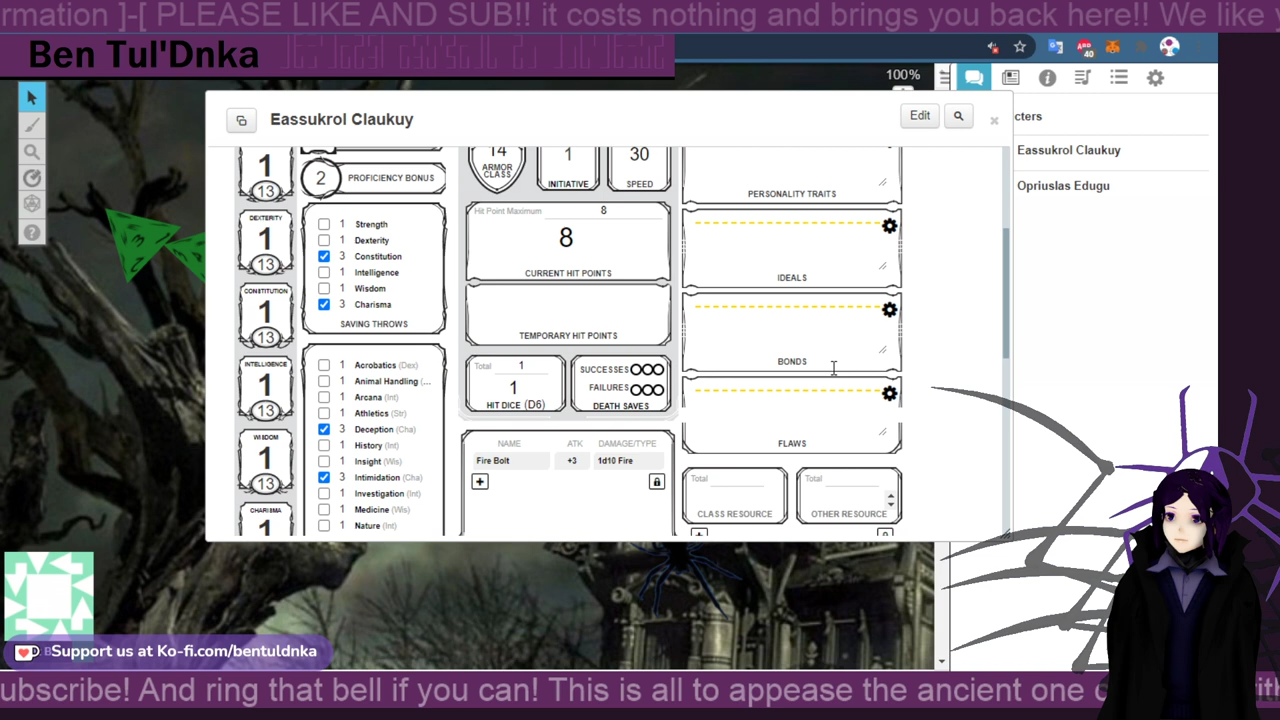 rmation ]-[ PLEASE LIKE AND SUB!! it costs nothing and brings you back here!! We like y
Ben Tul'Dnka
40
100%
Eassukrol Claukuy
Edit
cters
Eassukrol Claukuy
Opriuslas Edugu
1
13
2 PROFICIENCY BONUS
14
ARMOR CLASS
1
INITIATIVE
30
SPEED
PERSONALITY TRAITS
DEXTERITY
1
13
1 Strength
1 Dexterity
3 Constitution
1 Intelligence
1 Wisdom
3 Charisma
SAVING THROWS
Hit Point Maximum 8
8
CURRENT HIT POINTS
IDEALS
CONSTITUTION
1
13
TEMPORARY HIT POINTS
BONDS
INTELLIGENCE
1
13
1 Acrobatics (Dex)
1 Animal Handling (...
1 Arcana (Int)
1 Athletics (Str)
3 Deception (Cha)
1 History (Int)
1 Insight (Wis)
3 Intimidation (Cha)
1 Investigation (Int)
1 Medicine (Wis)
1 Nature (Int)
Total 1
1
HIT DICE (D6)
SUCCESSES
FAILURES
DEATH SAVES
FLAWS
WISDOM
1
13
NAME ATK DAMAGE/TYPE
Fire Bolt +3 1d10 Fire
Total
CLASS RESOURCE
Total
OTHER RESOURCE
CHARISMA
1
Support us at Ko-fi.com/bentuldnka
ubscribe! And ring that bell if you can! This is all to appease the ancient one